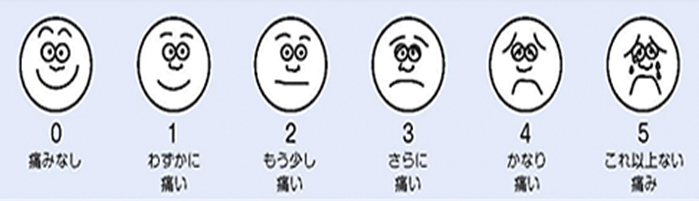 0 1 2 3 4 5
痛みなし わずかに もう少し さらに かなり これ以上ない
痛い 痛い 痛い 痛い 痛み